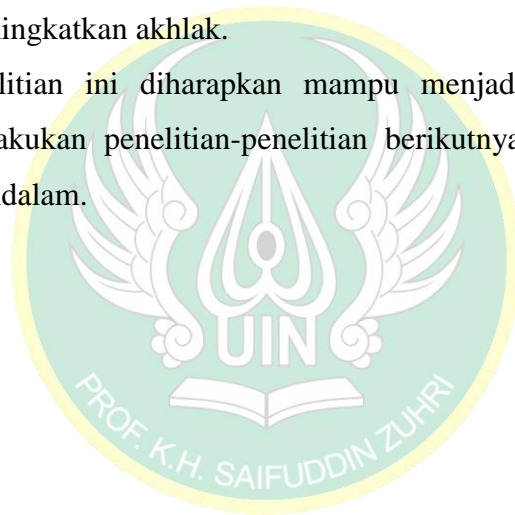 ingkatkan akhlak.
litian ini diharapkan mampu menjad
akukan penelitian-penelitian berikutnya
dalam.
UIN
PROF. K.H. SAIFUDDIN ZUHRI